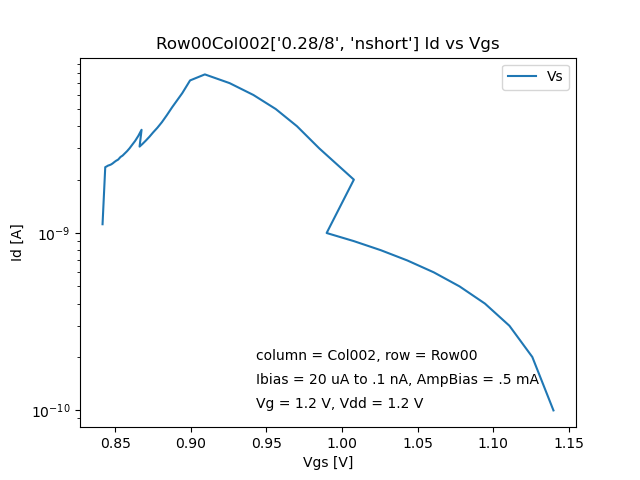 Row00Col002['0.28/8', 'nshort'] Id vs Vgs
Vs
Id [A]
10⁻⁹
10⁻¹⁰
column = Col002, row = Row00
Ibias = 20 uA to .1 nA, AmpBias = .5 mA
Vg = 1.2 V, Vdd = 1.2 V
0.85 0.90 0.95 1.00 1.05 1.10 1.15
Vgs [V]